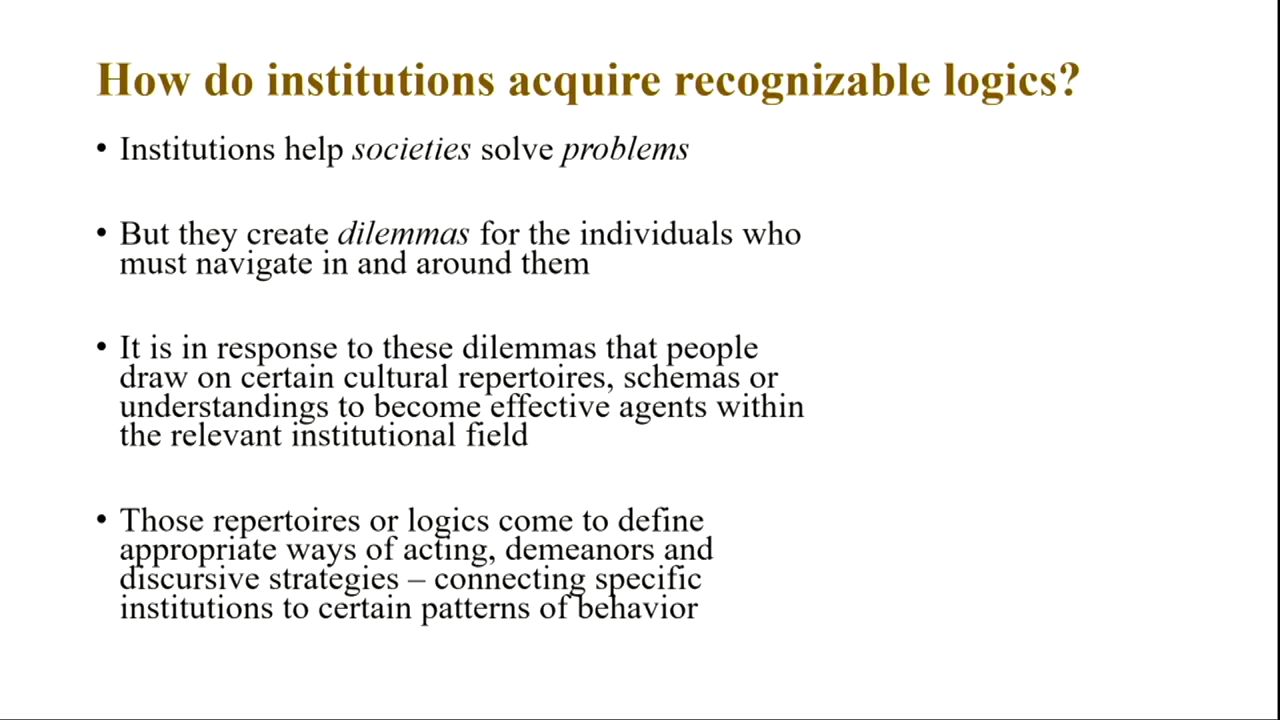 How do institutions acquire recognizable logics?
• Institutions help societies solve problems
• But they create dilemmas for the individuals who
must navigate in and around them
• It is in response to these dilemmas that people
draw on certain cultural repertoires, schemas or
understandings to become effective agents within
the relevant institutional field
• Those repertoires or logics come to define
appropriate ways of acting, demeanors and
discursive strategies – connecting specific
institutions to certain patterns of behavior